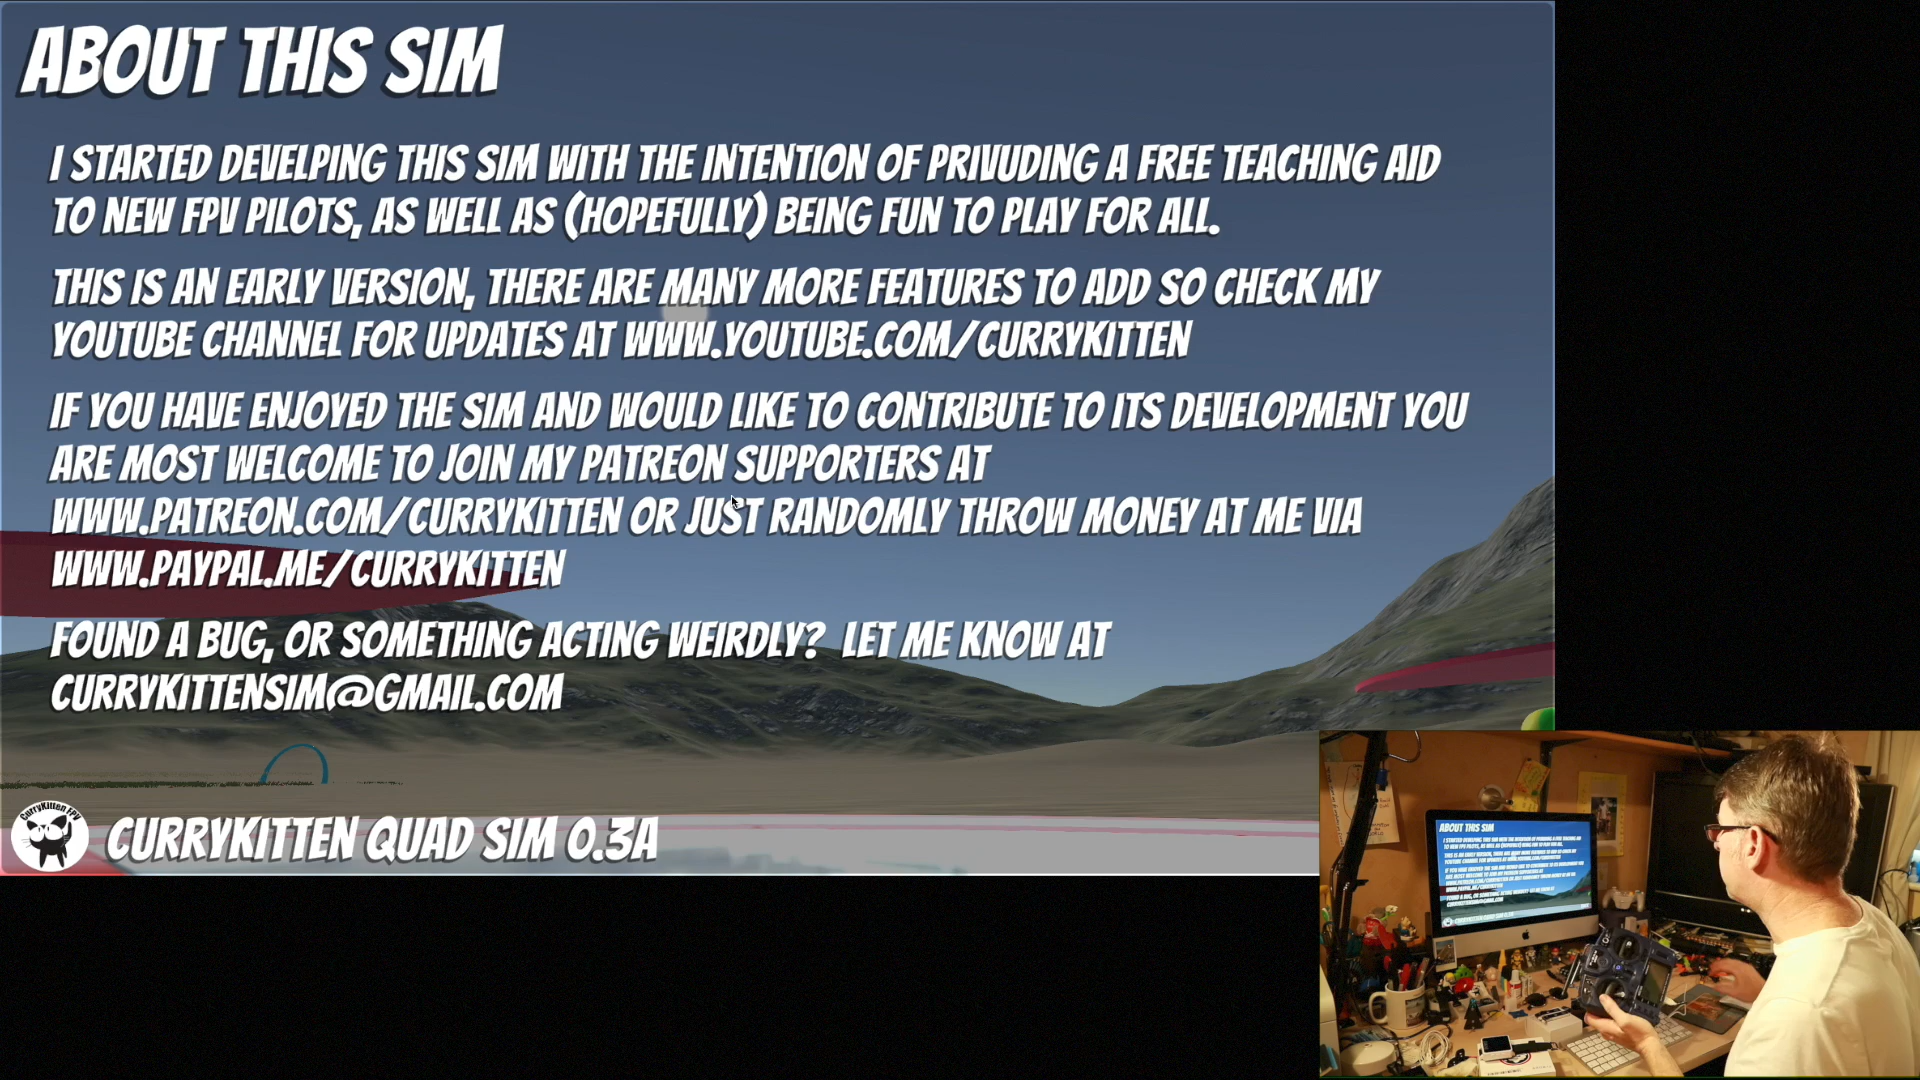 ABOUT THIS SIM
I STARTED DEVELPING THIS SIM WITH THE INTENTION OF PRIVUDING A FREE TEACHING AID
TO NEW FPV PILOTS, AS WELL AS (HOPEFULLY) BEING FUN TO PLAY FOR ALL.
THIS IS AN EARLY VERSION, THERE ARE MANY MORE FEATURES TO ADD SO CHECK MY
YOUTUBE CHANNEL FOR UPDATES AT WWW.YOUTUBE.COM/CURRYKITTEN
IF YOU HAVE ENJOYED THE SIM AND WOULD LIKE TO CONTRIBUTE TO ITS DEVELOPMENT YOU
ARE MOST WELCOME TO JOIN MY PATREON SUPPORTERS AT
WWW.PATREON.COM/CURRYKITTEN OR JUST RANDOMLY THROW MONEY AT ME VIA
WWW.PAYPAL.ME/CURRYKITTEN
FOUND A BUG, OR SOMETHING ACTING WEIRDLY?  LET ME KNOW AT
CURRYKITTENSIM@GMAIL.COM
CurryKitten FPV
CURRYKITTEN QUAD SIM 0.3A
ABOUT THIS SIM